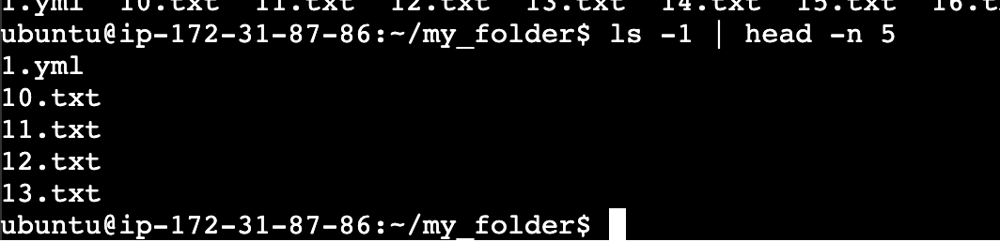 1.yml 10.txt 11.txt 12.txt 13.txt 14.txt 15.txt 16.t
ubuntu@ip-172-31-87-86:~/my_folder$ ls -1 | head -n 5
1.yml
10.txt
11.txt
12.txt
13.txt
ubuntu@ip-172-31-87-86:~/my_folder$